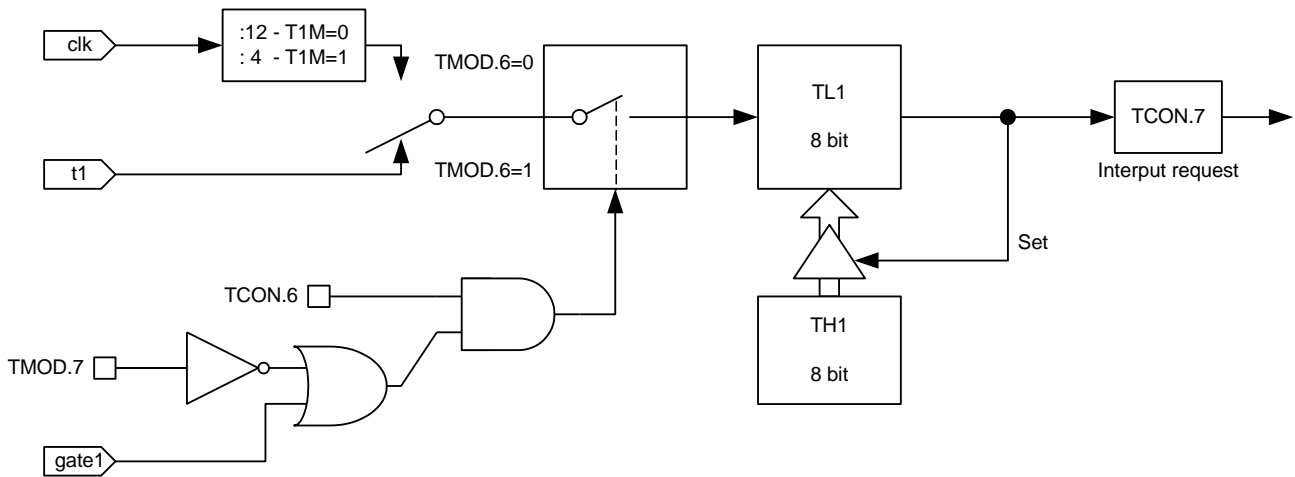 clk
:12 - T1M=0
: 4 - T1M=1
TMOD.6=0
t1
TMOD.6=1
TL1
8 bit
TCON.7
Interput request
Set
TCON.6
TH1
8 bit
TMOD.7
gate1